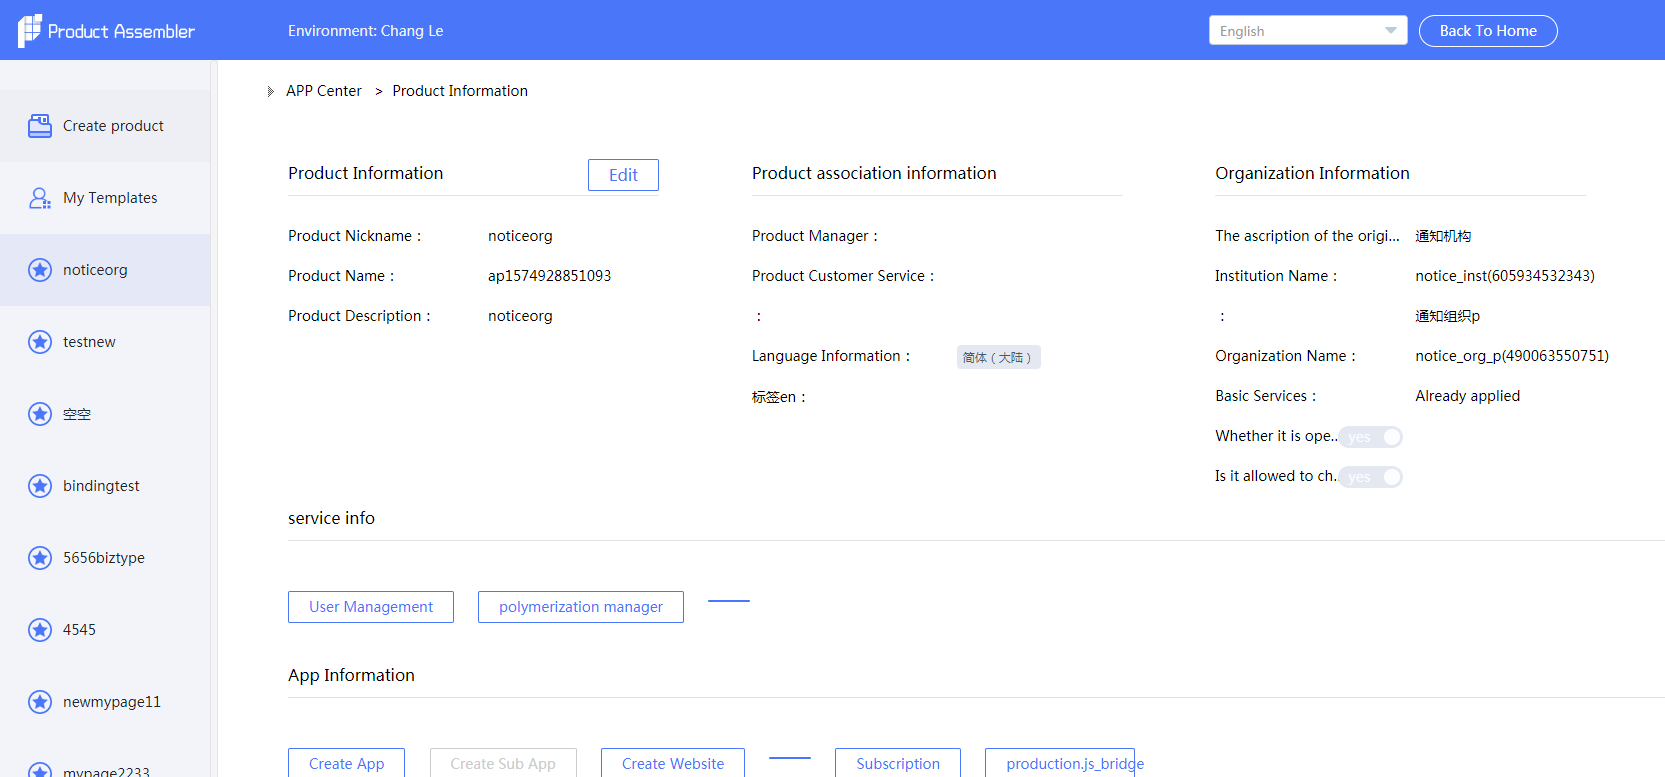 Product Assembler
Environment: Chang Le
English
Back To Home
Create product
My Templates
noticeorg
testnew
空空
bindingtest
5656biztype
4545
newmypage11
mypage2233
APP Center > Product Information
Product Information
Edit
Product Nickname : noticeorg
Product Name : ap1574928851093
Product Description : noticeorg
Product association information
Product Manager :
Product Customer Service :
:
Language Information : 简体（大陆）
标签en :
Organization Information
The ascription of the origi... 通知机构
Institution Name : notice_inst(605934532343)
: 通知组织p
Organization Name : notice_org_p(490063550751)
Basic Services : Already applied
Whether it is ope.. yes
Is it allowed to ch.. yes
service info
User Management
polymerization manager
App Information
Create App
Create Sub App
Create Website
Subscription
production.js_bridge